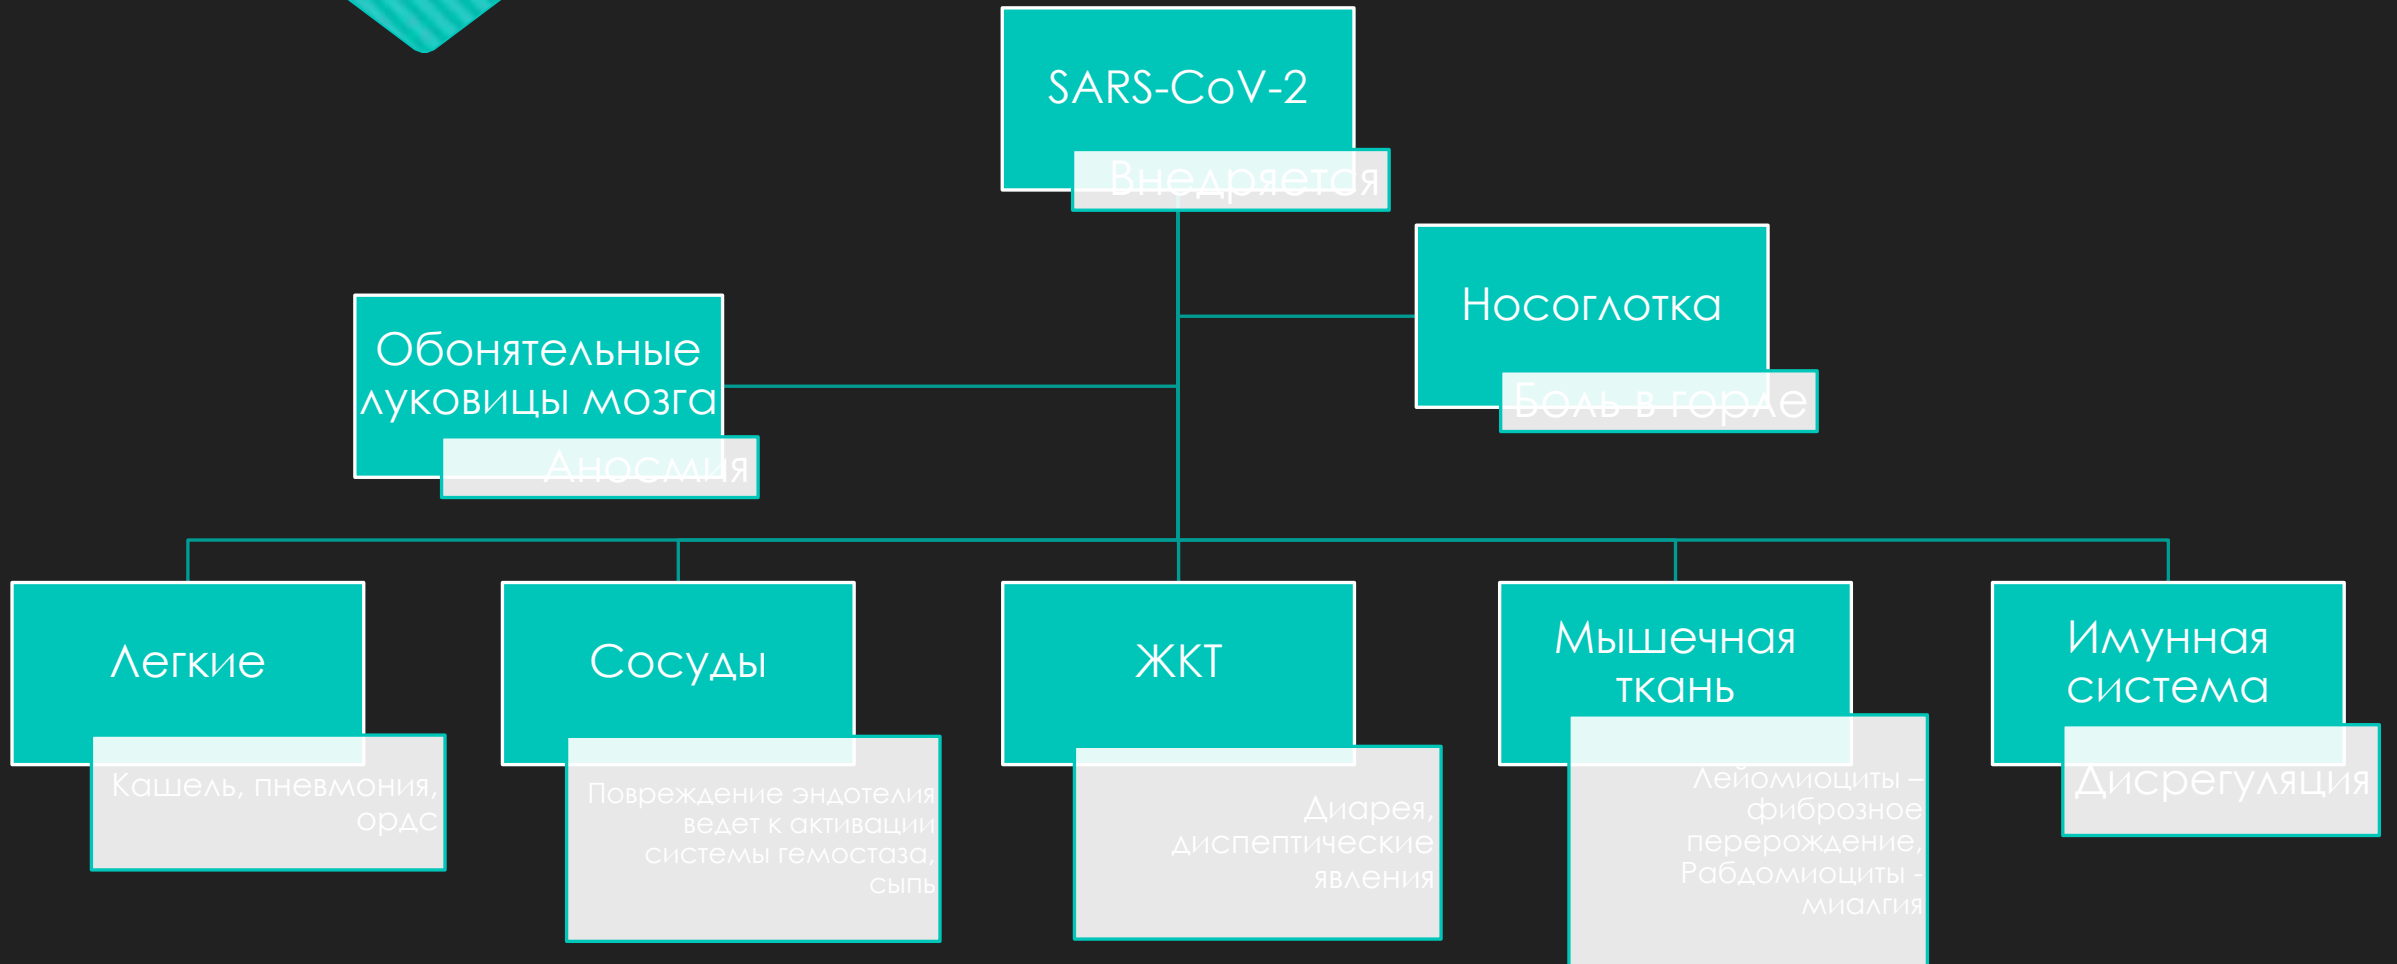 SARS-CoV-2
Внедряется
Носоглотка
Боль в горле
Обонятельные
луковицы мозга
Аносмия
Легкие
Кашель, пневмония,
ордс
Сосуды
Повреждение эндотелия
ведет к активации
системы гемостаза,
сыпь
ЖКТ
Диарея,
диспептические
явления
Мышечная
ткань
Лейомиоциты –
фиброзное
перерождение,
Рабдомиоциты -
миалгия
Имунная
система
Дисрегуляция